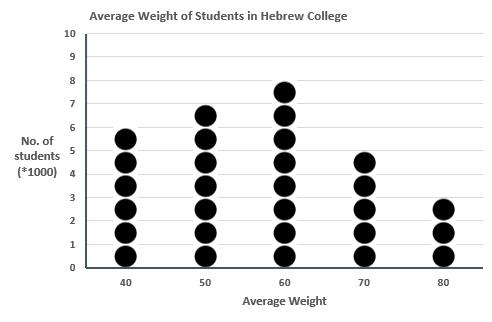 Average Weight of Students in Hebrew College
10
9
8
7
6
5
4
3
2
1
0
No. of
students
(*1000)
40 50 60 70 80
Average Weight